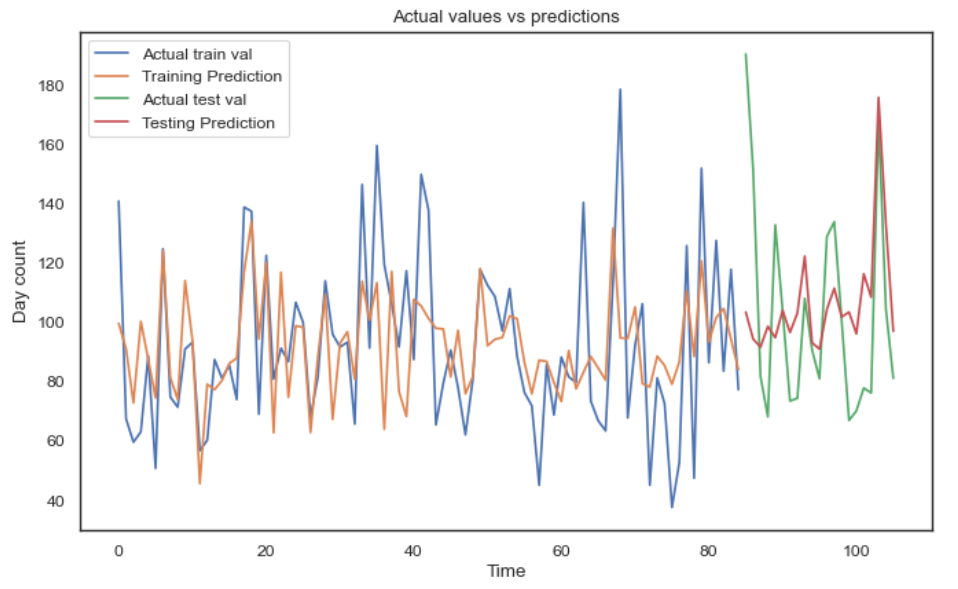 Actual values vs predictions
Actual train val
Training Prediction
Actual test val
Testing Prediction
Day count
180
160
140
120
100
80
60
40
0 20 40 60 80 100
Time